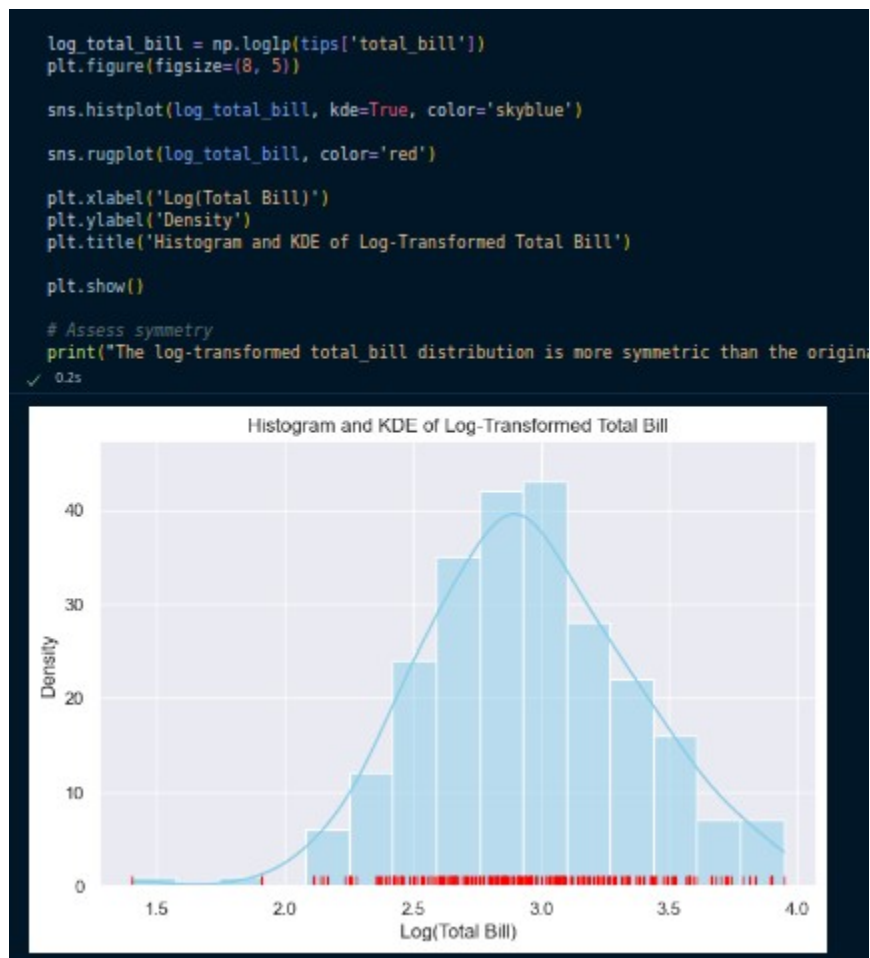 log_total_bill = np.log1p(tips['total_bill'])
plt.figure(figsize=(8, 5))
sns.histplot(log_total_bill, kde=True, color='skyblue')
sns.rugplot(log_total_bill, color='red')
plt.xlabel('Log(Total Bill)')
plt.ylabel('Density')
plt.title('Histogram and KDE of Log-Transformed Total Bill')
plt.show()
# Assess symmetry
print("The log-transformed total_bill distribution is more symmetric than the origina
0.2s
Histogram and KDE of Log-Transformed Total Bill
40
30
Density
20
10
0
1.5 2.0 2.5 3.0 3.5 4.0
Log(Total Bill)